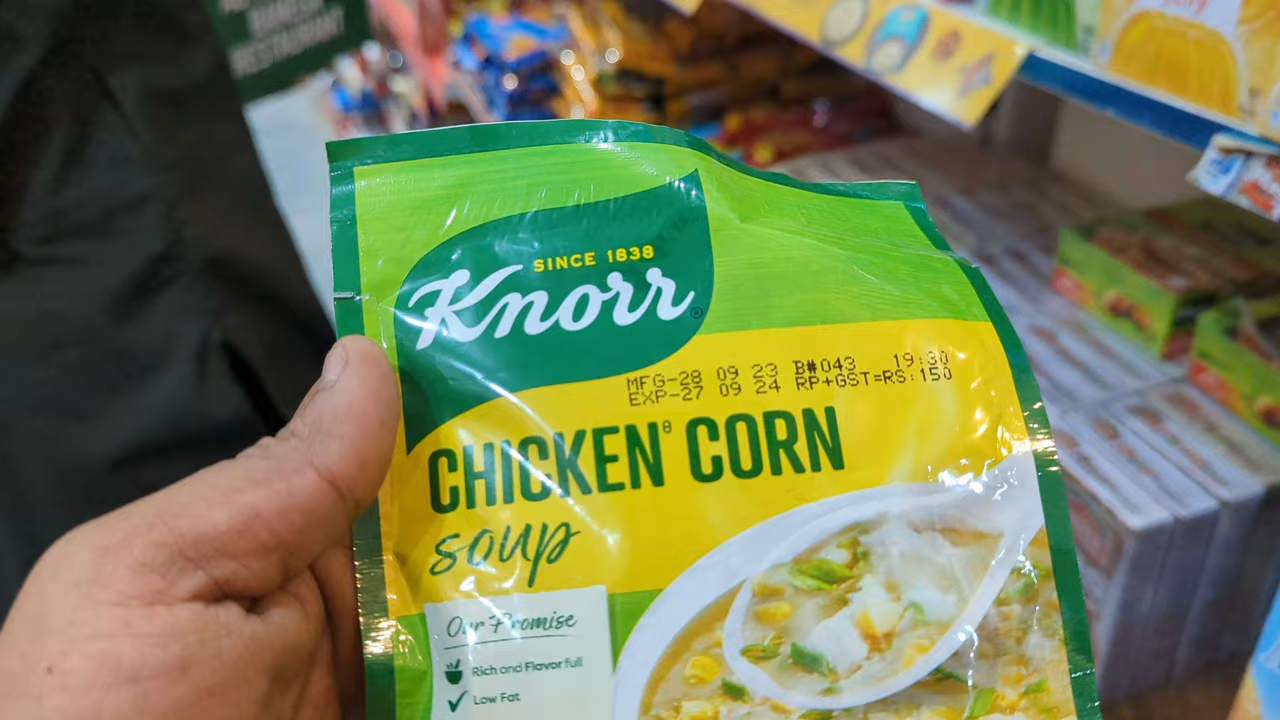 RESTAURANT
SINCE 1838
Knorr®
MFG-28 09 23 B#043 19:30
EXP-27 09 24 RP+GST=RS:150
CHICKEN® CORN
soup
Our Promise
Rich and Flavor full
Low Fat